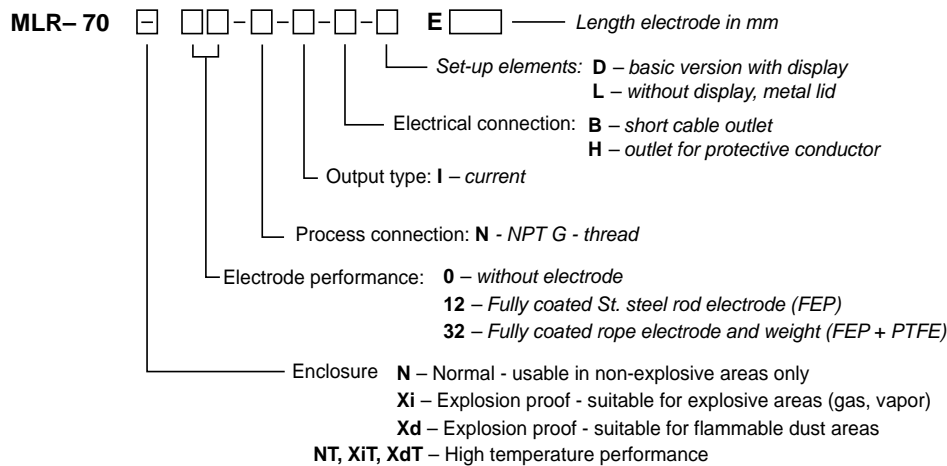 MLR– 70 – - - - - E Length electrode in mm
Set-up elements: D – basic version with display
L – without display, metal lid
Electrical connection: B – short cable outlet
H – outlet for protective conductor
Output type: I – current
Process connection: N - NPT G - thread
Electrode performance: 0 – without electrode
12 – Fully coated St. steel rod electrode (FEP)
32 – Fully coated rope electrode and weight (FEP + PTFE)
Enclosure N – Normal - usable in non-explosive areas only
Xi – Explosion proof - suitable for explosive areas (gas, vapor)
Xd – Explosion proof - suitable for flammable dust areas
NT, XiT, XdT – High temperature performance